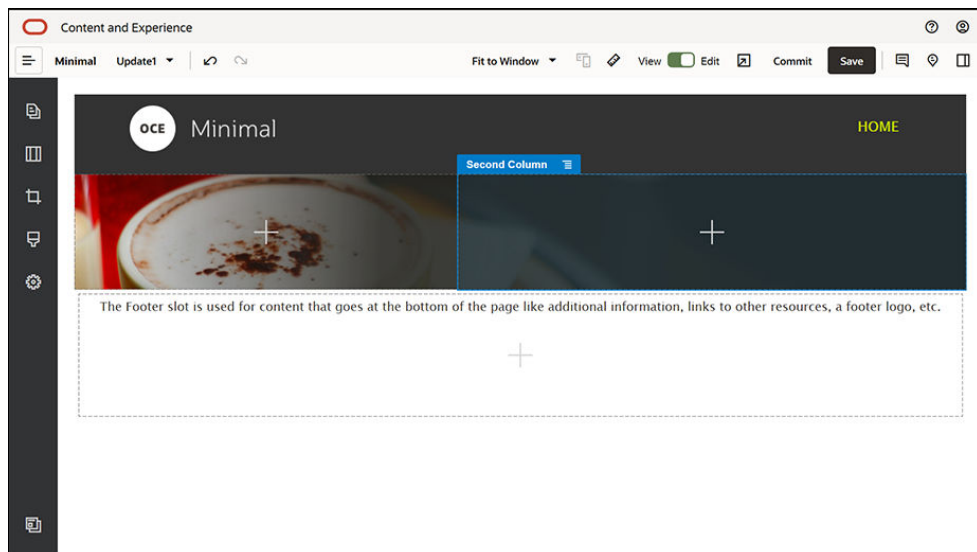 Content and Experience
Minimal Update1 Fit to Window View Edit Commit Save
OCE Minimal HOME
Second Column
The Footer slot is used for content that goes at the bottom of the page like additional information, links to other resources, a footer logo, etc.